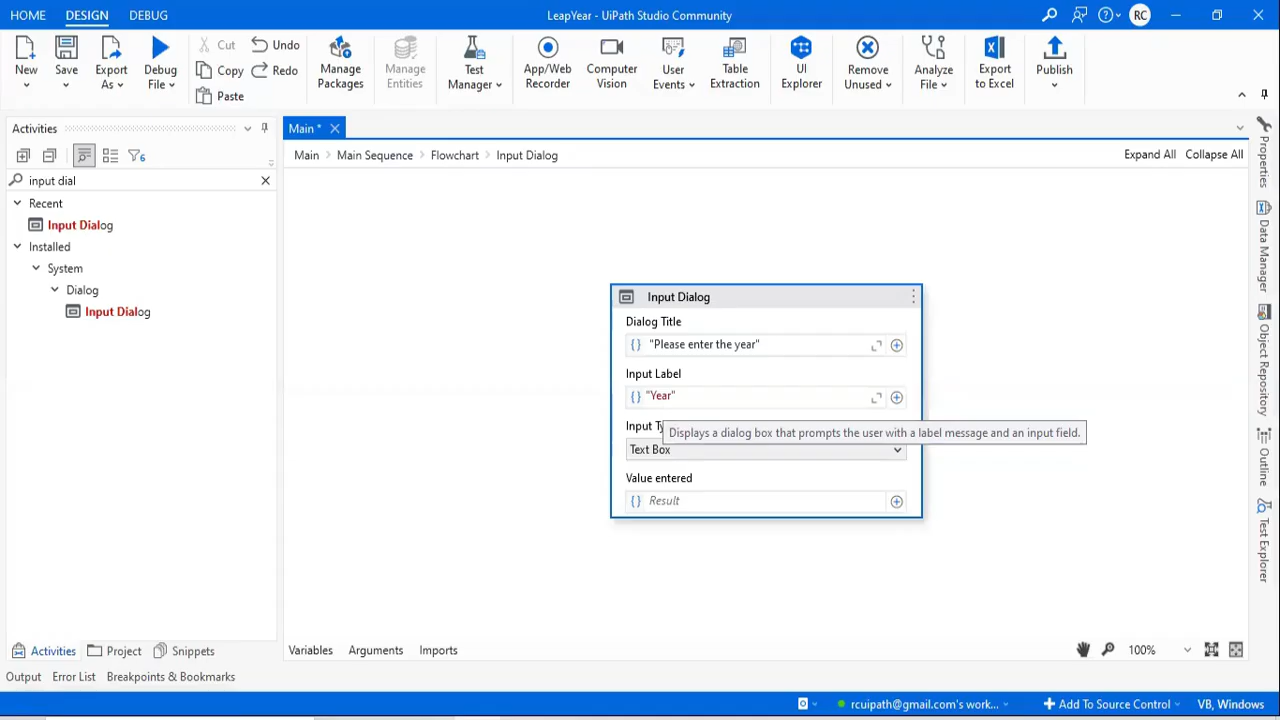 HOME DESIGN DEBUG LeapYear - UiPath Studio Community RC
New Save Export As Debug File Cut Copy Paste Undo Redo Manage Packages Manage Entities Test Manager App/Web Recorder Computer Vision User Events Table Extraction UI Explorer Remove Unused Analyze File Export to Excel Publish
Activities
Main *
6
Main > Main Sequence > Flowchart > Input Dialog Expand All Collapse All
input dial
Recent
Input Dialog
Installed
System
Dialog
Input Dialog
Input Dialog
Dialog Title
{ } "Please enter the year"
Input Label
{ } "Year"
Input Ty
Displays a dialog box that prompts the user with a label message and an input field.
Text Box
Value entered
{ } Result
Properties
Data Manager
Object Repository
Outline
Test Explorer
Activities Project Snippets
Variables Arguments Imports 100%
Output Error List Breakpoints & Bookmarks
rcuipath@gmail.com's work... Add To Source Control VB, Windows